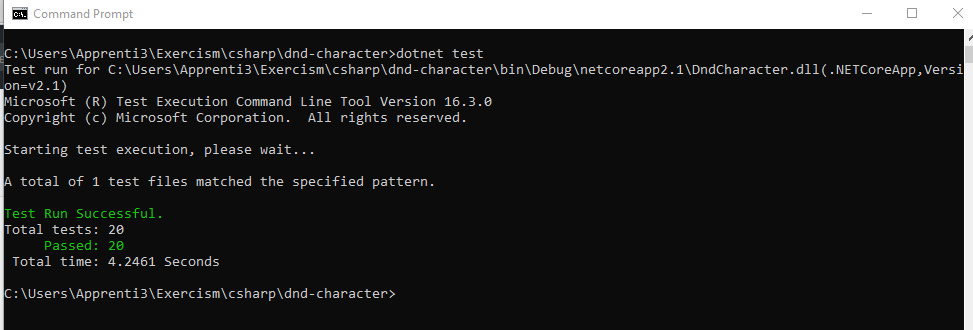 Command Prompt
C:\Users\Apprenti3\Exercism\csharp\dnd-character>dotnet test
Test run for C:\Users\Apprenti3\Exercism\csharp\dnd-character\bin\Debug\netcoreapp2.1\DndCharacter.dll(.NETCoreApp,Versi
on=v2.1)
Microsoft (R) Test Execution Command Line Tool Version 16.3.0
Copyright (c) Microsoft Corporation.  All rights reserved.
Starting test execution, please wait...
A total of 1 test files matched the specified pattern.
Test Run Successful.
Total tests: 20
     Passed: 20
 Total time: 4.2461 Seconds
C:\Users\Apprenti3\Exercism\csharp\dnd-character>